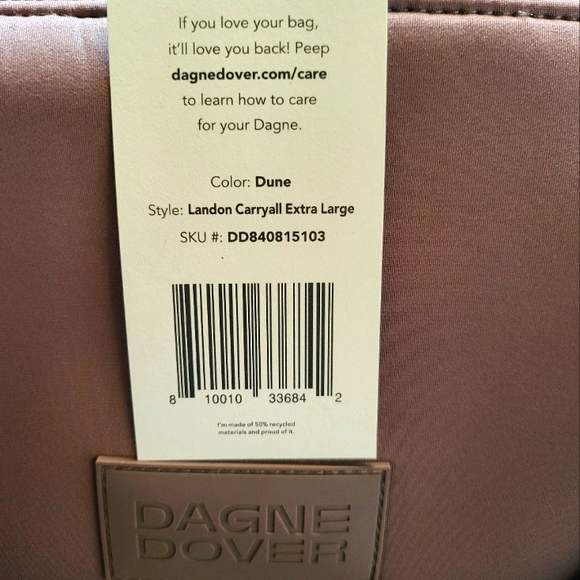 If you love your bag,
it'll love you back! Peep
dagnedover.com/care
to learn how to care
for your Dagne.
Color: Dune
Style: Landon Carryall Extra Large
SKU #: DD840815103
8 10010 33684 2
I'm made of 50% recycled
materials and proud of it.
DAGNE
DOVER